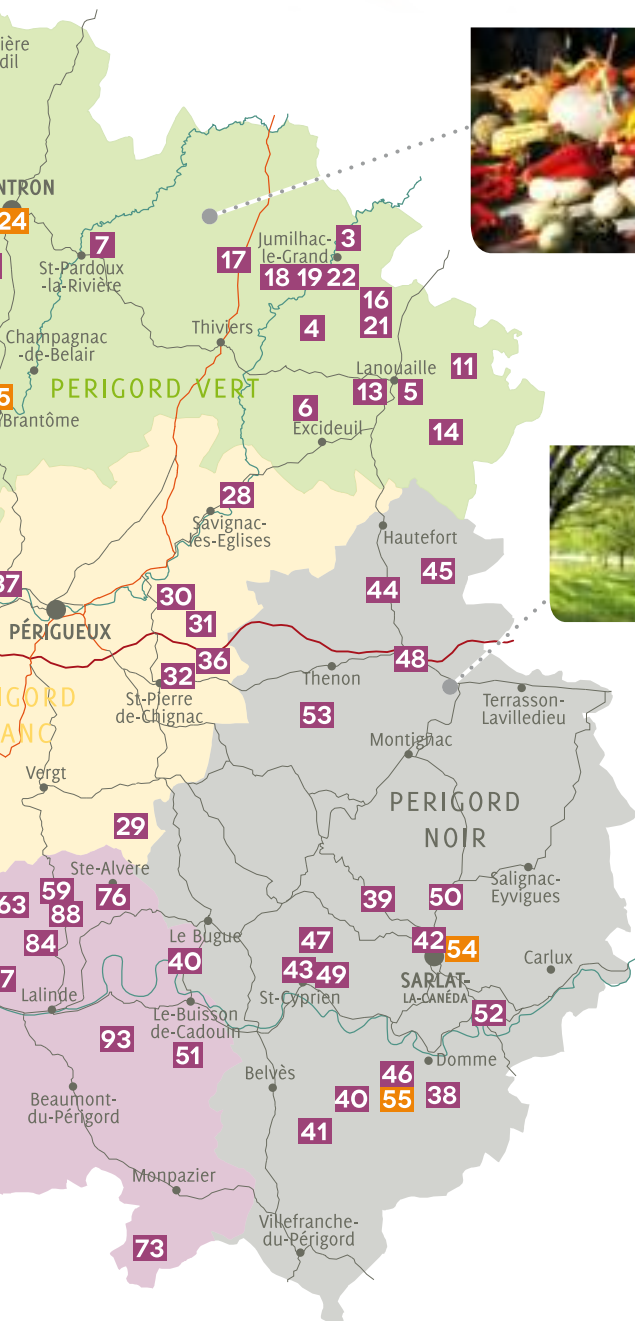 ière
dil
NTRON
24
7
St-Pardoux
-la-Rivière
17
Jumilhac-
le-Grand
3
18 19 22
16
21
4
Thiviers
Champagnac
-de-Belair
Lanouaille
11
13 5
PERIGORD VERT
5
Brantôme
6
Excideuil
14
28
Savignac-
les-Eglises
Hautefort
45
44
37
PÉRIGUEUX
30
31
36
32
48
Thenon
St-Pierre
de-Chignac
IGORD
ANC
53
Terrasson-
Lavilledieu
Montignac
Vergt
PERIGORD
NOIR
29
Ste-Alvère
76
59
88
63
84
7
Salignac-
Eyvigues
39
50
Le Bugue
40
47
42 54
43 49
St-Cyprien
SARLAT-
LA-CANÉDA
Carlux
52
Lalinde
Le-Buisson
de-Cadouin
93
51
Domme
Belvès
46
40 55 38
41
Beaumont-
du-Périgord
Monpazier
73
Villefranche-
du-Périgord